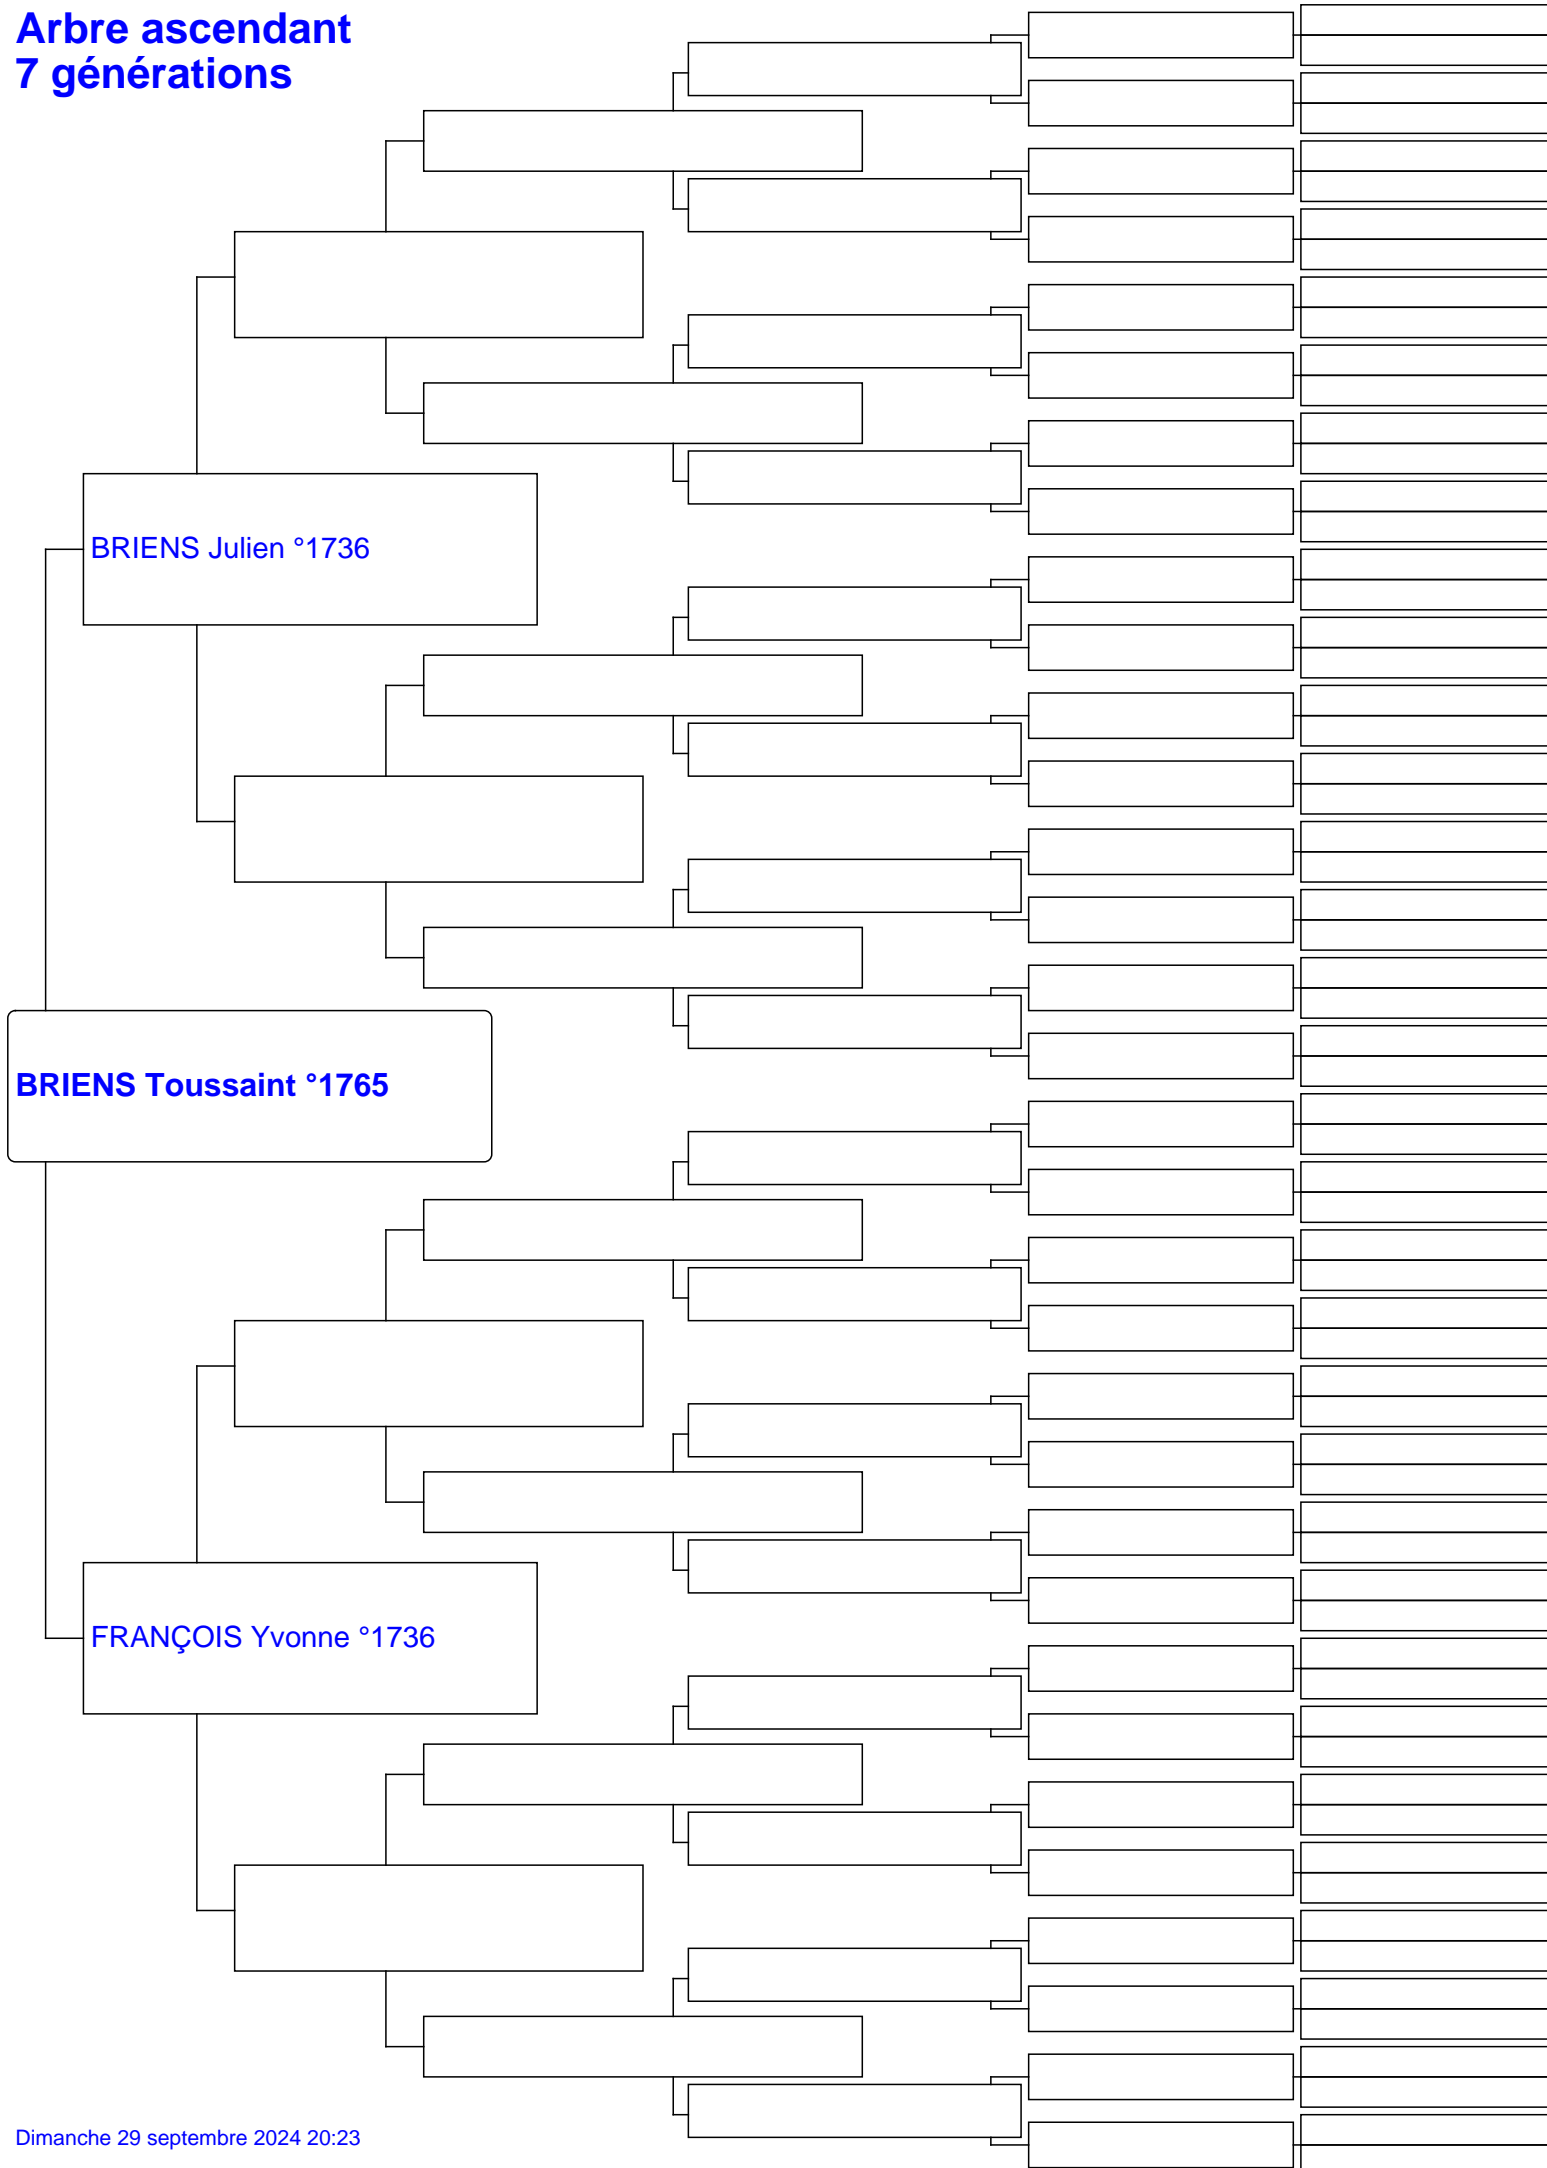 Arbre ascendant
7 générations
BRIENS Julien °1736
BRIENS Toussaint °1765
FRANÇOIS Yvonne °1736
Dimanche 29 septembre 2024 20:23